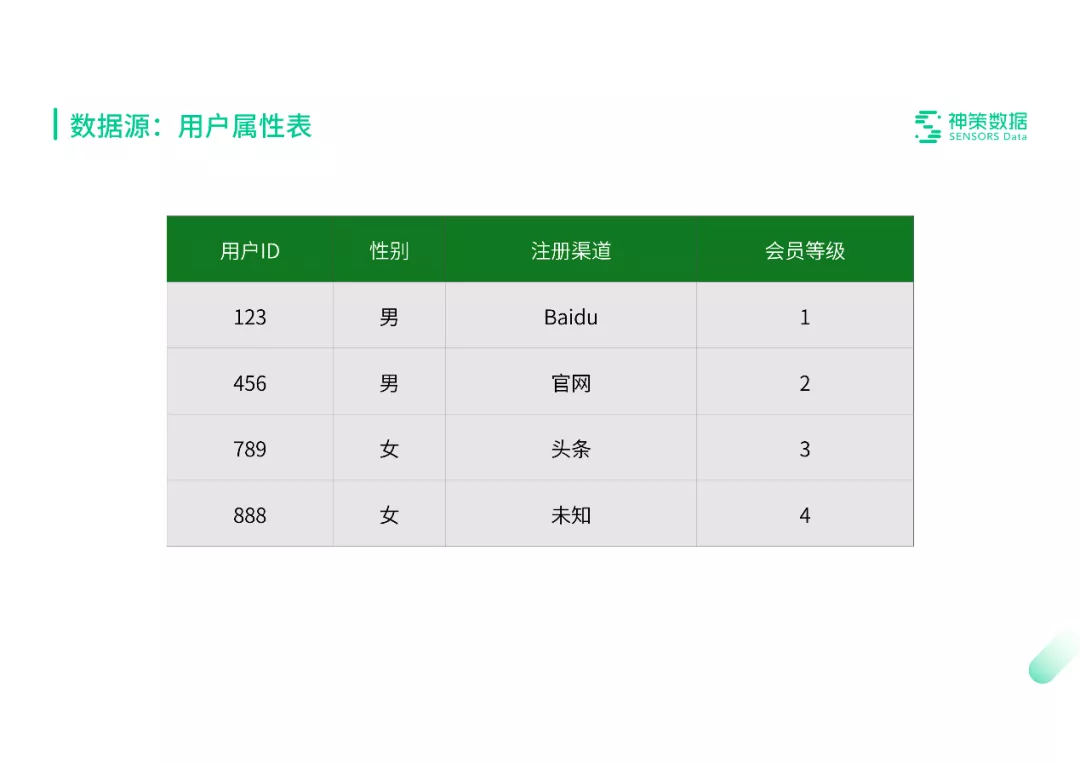 数据源：用户属性表
神策数据
SENSORS Data
用户ID 性别 注册渠道 会员等级
123 男 Baidu 1
456 男 官网 2
789 女 头条 3
888 女 未知 4